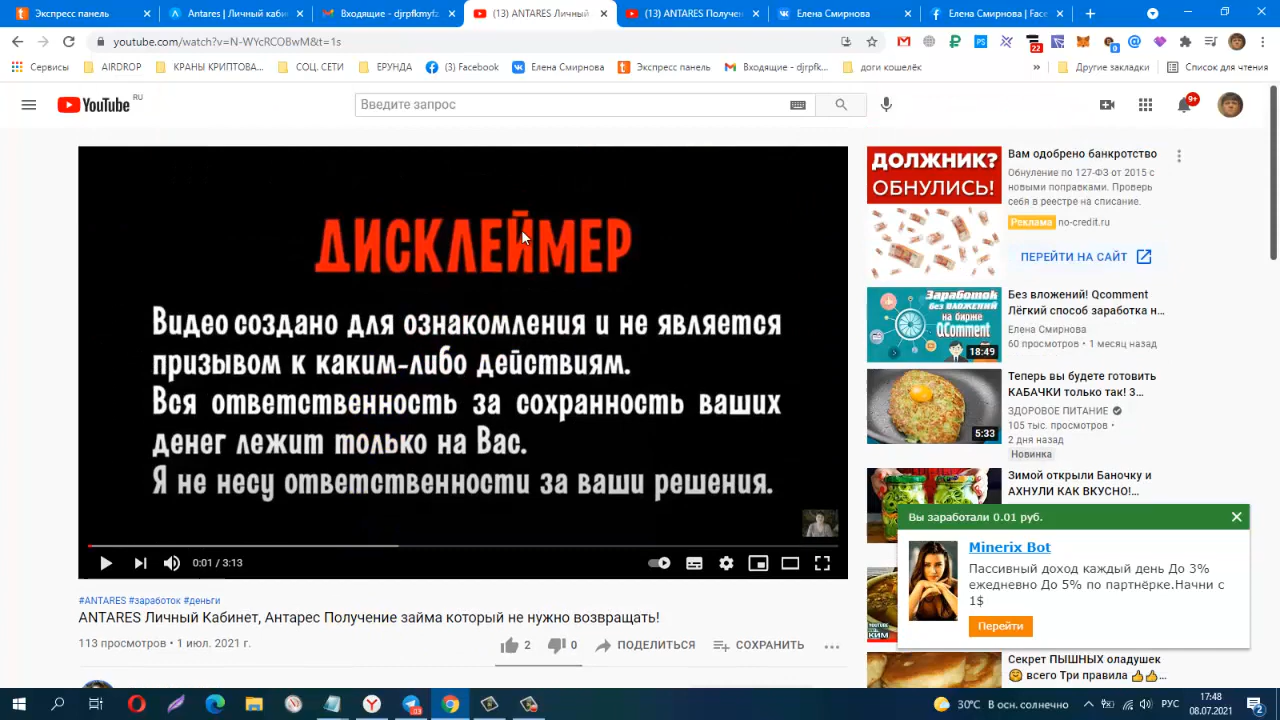 Экспресс панель
Antares | Личный каби
Входящие - djrpfkmyfz
(13) ANTARES Личный
(13) ANTARES Получен
Елена Смирнова
Елена Смирнова | Face
youtube.com/watch?v=N-WYcRCOBwM&t=1s
22
0
Сервисы
AIRDROP
КРАНЫ КРИПТОВА...
СОЦ. СЕТИ
ЕРУНДА
(3) Facebook
Елена Смирнова
Экспресс панель
Входящие - djrpfk...
доги кошелёк
»
Другие закладки
Список для чтения
YouTube RU
Введите запрос
9+
ДИСКЛЕЙМЕР
Видео создано для ознакомления и не является
призывом к каким-либо действиям.
Вся ответственность за сохранность ваших
денег лежит только на Вас.
Я не несу ответственности за ваши решения.
0:01 / 3:13
#ANTARES #заработок #деньги
ANTARES Личный Кабинет, Антарес Получение займа который не нужно возвращать!
113 просмотров • 1 июл. 2021 г.
2
0
ПОДЕЛИТЬСЯ
СОХРАНИТЬ
ДОЛЖНИК?
ОБНУЛИСЬ!
Вам одобрено банкротство
Обнуление по 127-ФЗ от 2015 с
новыми поправками. Проверь
себя в реестре на списание.
Реклама no-credit.ru
ПЕРЕЙТИ НА САЙТ
Заработок
без вложений
на бирже
QComment
18:49
Без вложений! Qcomment
Лёгкий способ заработка н...
Елена Смирнова
60 просмотров • 1 месяц назад
5:33
Теперь вы будете готовить
КАБАЧКИ только так! 3...
ЗДОРОВОЕ ПИТАНИЕ
105 тыс. просмотров •
2 дня назад
Новинка
Зимой открыли Баночку и
АХНУЛИ КАК ВКУСНО!...
Вы заработали 0.01 руб.
Minerix Bot
Пассивный доход каждый день До 3%
ежедневно До 5% по партнёрке.Начни с
1$
Перейти
КИМ
Секрет ПЫШНЫХ оладушек
всего Три правила
30°C В осн. солнечно
РУС
17:48
08.07.2021
2